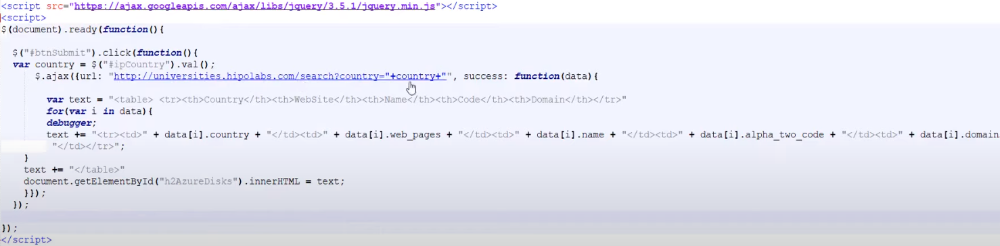 <script src="https://ajax.googleapis.com/ajax/libs/jquery/3.5.1/jquery.min.js"></script>
<script>
$(document).ready(function(){
$("#btnSubmit").click(function(){
var country = $("#ipCountry").val();
$.ajax({url: "http://universities.hipolabs.com/search?country="+country+"", success: function(data){
var text = "<table> <tr><th>Country</th><th>WebSite</th><th>Name</th><th>Code</th><th>Domain</th></tr>"
for(var i in data){
debugger;
text += "<tr><td>" + data[i].country + "</td><td>" + data[i].web_pages + "</td><td>" + data[i].name + "</td><td>" + data[i].alpha_two_code + "</td><td>" + data[i].domain
"</td></tr>";
}
text += "</table>"
document.getElementById("h2AzureDisks").innerHTML = text;
}});
});
});
</script>